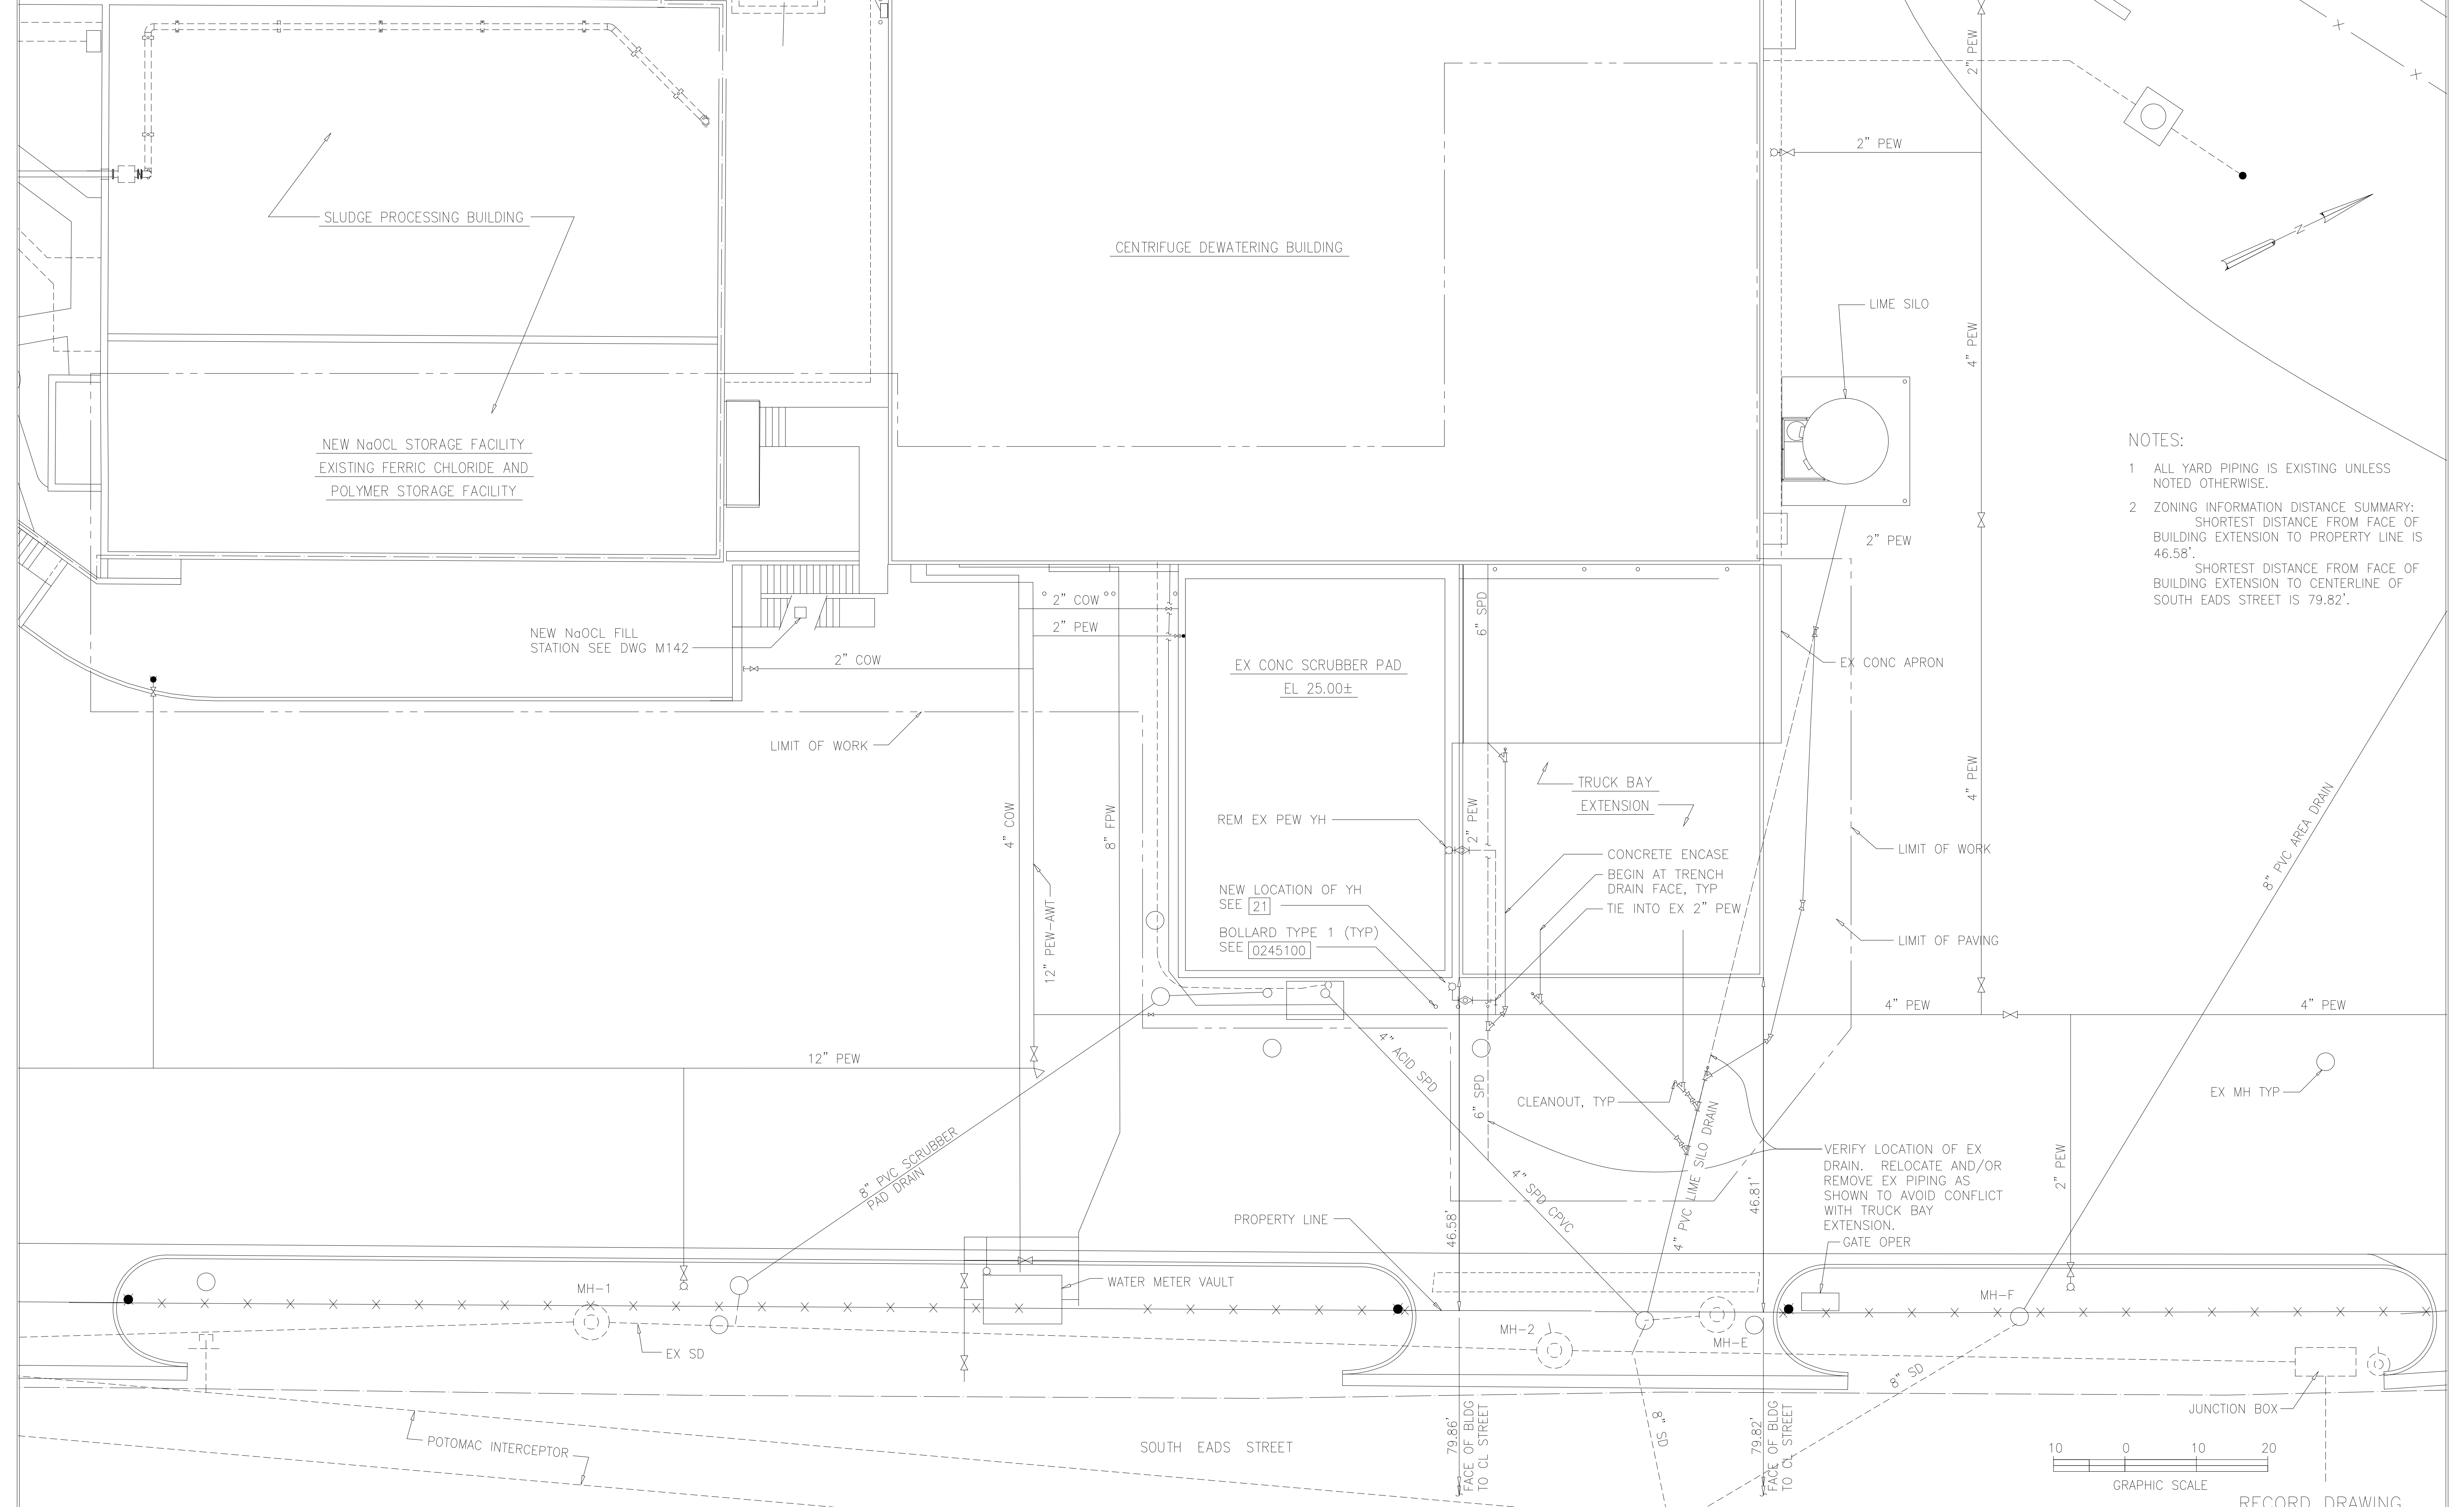 2" PEW
2" PEW
N
SLUDGE PROCESSING BUILDING
CENTRIFUGE DEWATERING BUILDING
LIME SILO
4" PEW
NEW NaOCL STORAGE FACILITY
EXISTING FERRIC CHLORIDE AND
POLYMER STORAGE FACILITY
NOTES:
1 ALL YARD PIPING IS EXISTING UNLESS
NOTED OTHERWISE.
2 ZONING INFORMATION DISTANCE SUMMARY:
SHORTEST DISTANCE FROM FACE OF
BUILDING EXTENSION TO PROPERTY LINE IS
46.58'.
SHORTEST DISTANCE FROM FACE OF
BUILDING EXTENSION TO CENTERLINE OF
SOUTH EADS STREET IS 79.82'.
2" PEW
2" COW
2" PEW
6" SPD
NEW NaOCL FILL
STATION SEE DWG M142
2" COW
EX CONC SCRUBBER PAD
EL 25.00±
EX CONC APRON
LIMIT OF WORK
4" COW
8" FPW
12" PEW-AWT
TRUCK BAY
EXTENSION
2" PEW
4" PEW
8" PVC AREA DRAIN
REM EX PEW YH
CONCRETE ENCASE
BEGIN AT TRENCH
DRAIN FACE, TYP
TIE INTO EX 2" PEW
LIMIT OF WORK
LIMIT OF PAVING
NEW LOCATION OF YH
SEE 21
BOLLARD TYPE 1 (TYP)
SEE 0245100
4" PEW
4" PEW
12" PEW
4" ACID SPD
6" SPD
CLEANOUT, TYP
EX MH TYP
8" PVC SCRUBBER
PAD DRAIN
4" SPD CPVC
4" PVC LIME SILO DRAIN
VERIFY LOCATION OF EX
DRAIN. RELOCATE AND/OR
REMOVE EX PIPING AS
SHOWN TO AVOID CONFLICT
WITH TRUCK BAY
EXTENSION.
2" PEW
46.58'
46.81'
PROPERTY LINE
GATE OPER
WATER METER VAULT
MH-1
EX SD
MH-2
MH-E
MH-F
8" SD
8" SD
JUNCTION BOX
POTOMAC INTERCEPTOR
SOUTH EADS STREET
79.86'
FACE OF BLDG
TO CL STREET
79.82'
FACE OF BLDG
TO CL STREET
10 0 10 20
GRAPHIC SCALE
RECORD DRAWING